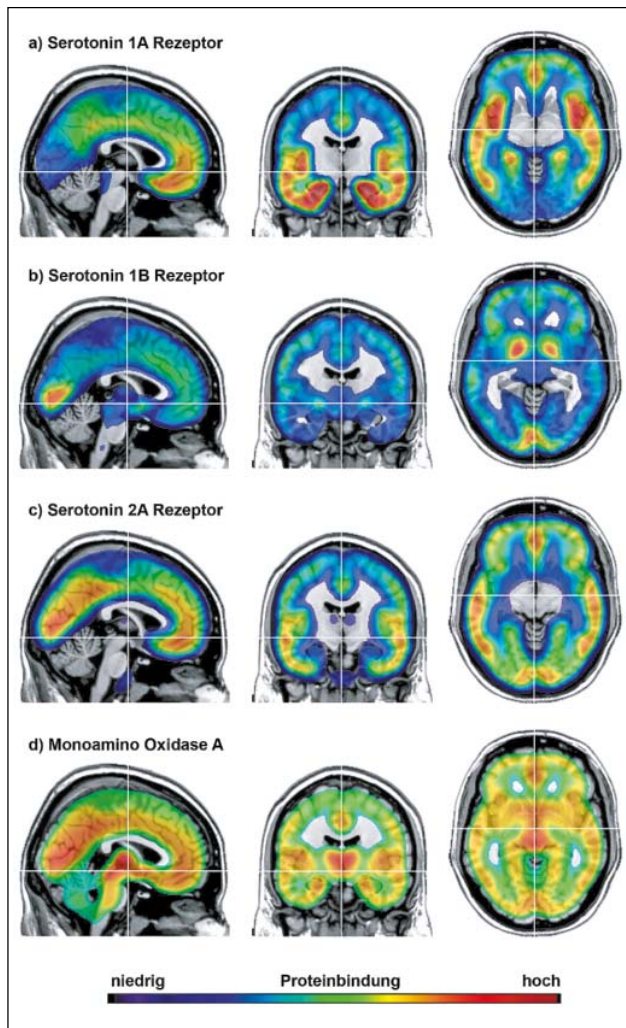 a) Serotonin 1A Rezeptor
b) Serotonin 1B Rezeptor
c) Serotonin 2A Rezeptor
d) Monoamino Oxidase A
niedrig Proteinbindung hoch